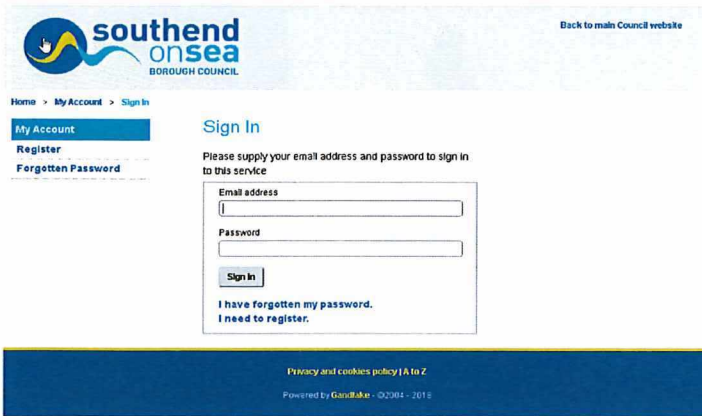 southend
onsea
BOROUGH COUNCIL
Back to main Council website
Home > My Account > Sign In
My Account
Register
Forgotten Password
Sign In
Please supply your email address and password to sign in
to this service
Email address
Password
Sign In
I have forgotten my password.
I need to register.
Privacy and cookies policy | A to Z
Powered by Gandlake - ©2004 - 2018